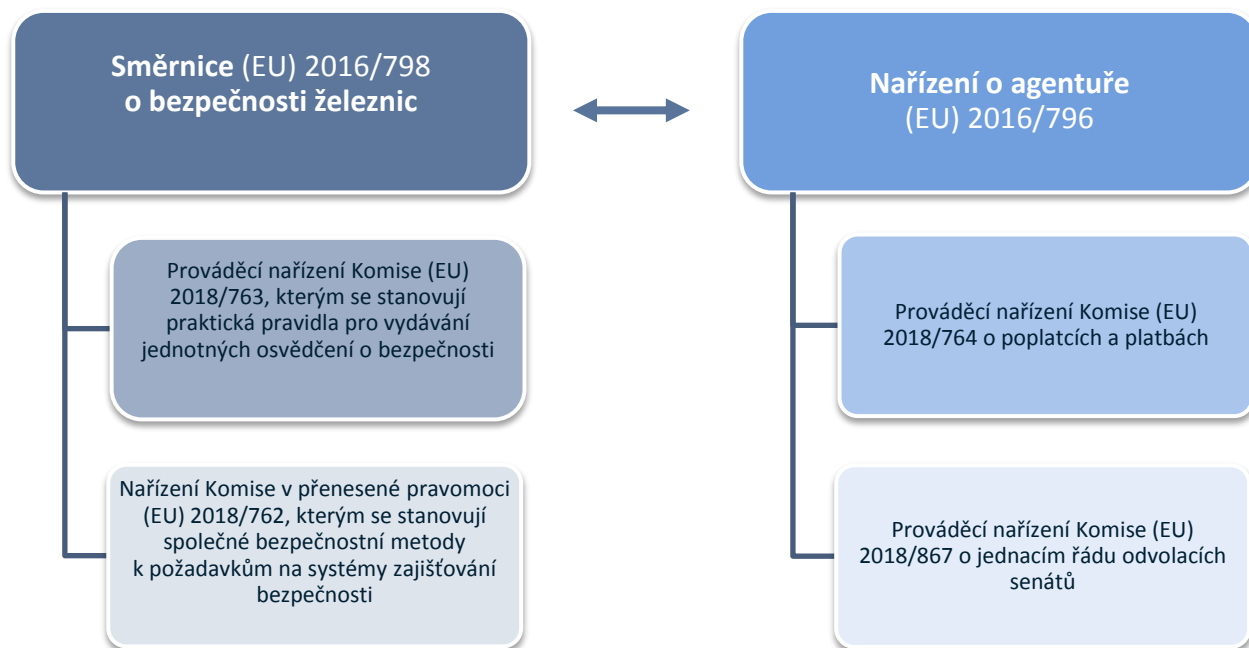 Směrnice (EU) 2016/798
o bezpečnosti železnic
Nařízení o agentuře
(EU) 2016/796
Prováděcí nařízení Komise (EU)
2018/763, kterým se stanovují
praktická pravidla pro vydávání
jednotných osvědčení o bezpečnosti
Prováděcí nařízení Komise (EU)
2018/764 o poplatcích a platbách
Nařízení Komise v přenesené pravomoci
(EU) 2018/762, kterým se stanovují
společné bezpečnostní metody
k požadavkům na systémy zajišťování
bezpečnosti
Prováděcí nařízení Komise (EU)
2018/867 o jednacím řádu odvolacích
senátů